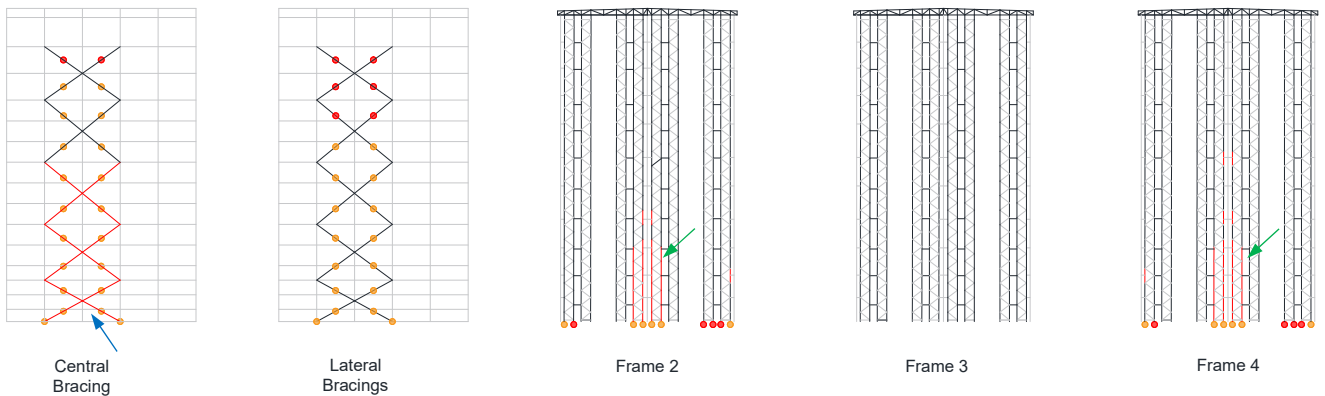 Central
Bracing
Lateral
Bracings
Frame 2
Frame 3
Frame 4